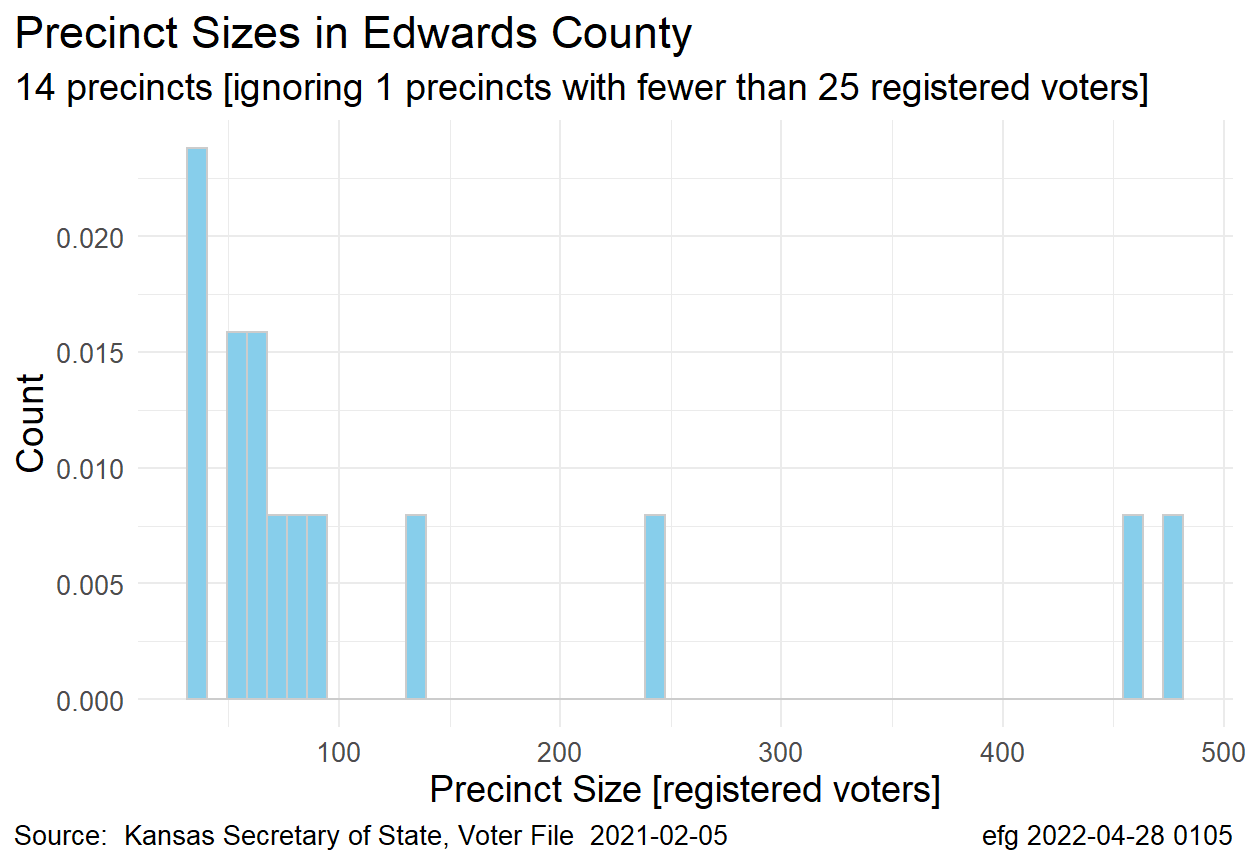 Precinct Sizes in Edwards County
14 precincts [ignoring 1 precincts with fewer than 25 registered voters]
Count
0.020
0.015
0.010
0.005
0.000
100 200 300 400 500
Precinct Size [registered voters]
Source:  Kansas Secretary of State, Voter File  2021-02-05
efg 2022-04-28 0105